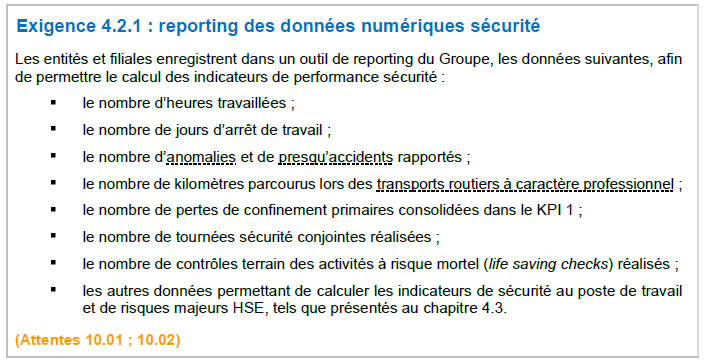 Exigence 4.2.1 : reporting des données numériques sécurité
Les entités et filiales enregistrent dans un outil de reporting du Groupe, les données suivantes, afin
de permettre le calcul des indicateurs de performance sécurité :
▪ le nombre d’heures travaillées ;
▪ le nombre de jours d’arrêt de travail ;
▪ le nombre d’anomalies et de presqu’accidents rapportés ;
▪ le nombre de kilomètres parcourus lors des transports routiers à caractère professionnel ;
▪ le nombre de pertes de confinement primaires consolidées dans le KPI 1 ;
▪ le nombre de tournées sécurité conjointes réalisées ;
▪ le nombre de contrôles terrain des activités à risque mortel (life saving checks) réalisés ;
▪ les autres données permettant de calculer les indicateurs de sécurité au poste de travail
et de risques majeurs HSE, tels que présentés au chapitre 4.3.
(Attentes 10.01 ; 10.02)